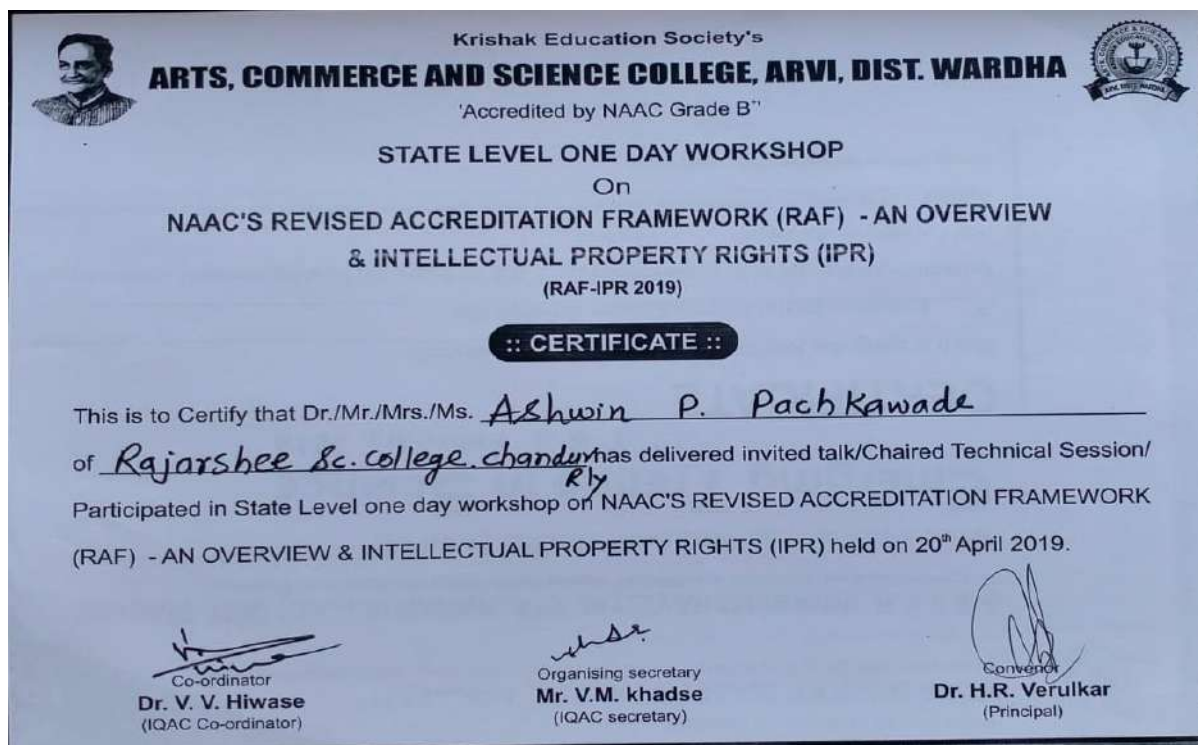 Krishak Education Society's
ARTS, COMMERCE AND SCIENCE COLLEGE, ARVI, DIST. WARDHA
'Accredited by NAAC Grade B"
STATE LEVEL ONE DAY WORKSHOP
On
NAAC'S REVISED ACCREDITATION FRAMEWORK (RAF) - AN OVERVIEW
& INTELLECTUAL PROPERTY RIGHTS (IPR)
(RAF-IPR 2019)
:: CERTIFICATE ::
This is to Certify that Dr./Mr./Mrs./Ms. Ashwin P. Pachkawade
of Rajarshee Sc. college. chandur has delivered invited talk/Chaired Technical Session/
Rly
Participated in State Level one day workshop on NAAC'S REVISED ACCREDITATION FRAMEWORK
(RAF) - AN OVERVIEW & INTELLECTUAL PROPERTY RIGHTS (IPR) held on 20th April 2019.
Co-ordinator
Dr. V. V. Hiwase
(IQAC Co-ordinator)
Organising secretary
Mr. V.M. khadse
(IQAC secretary)
Convenor
Dr. H.R. Verulkar
(Principal)